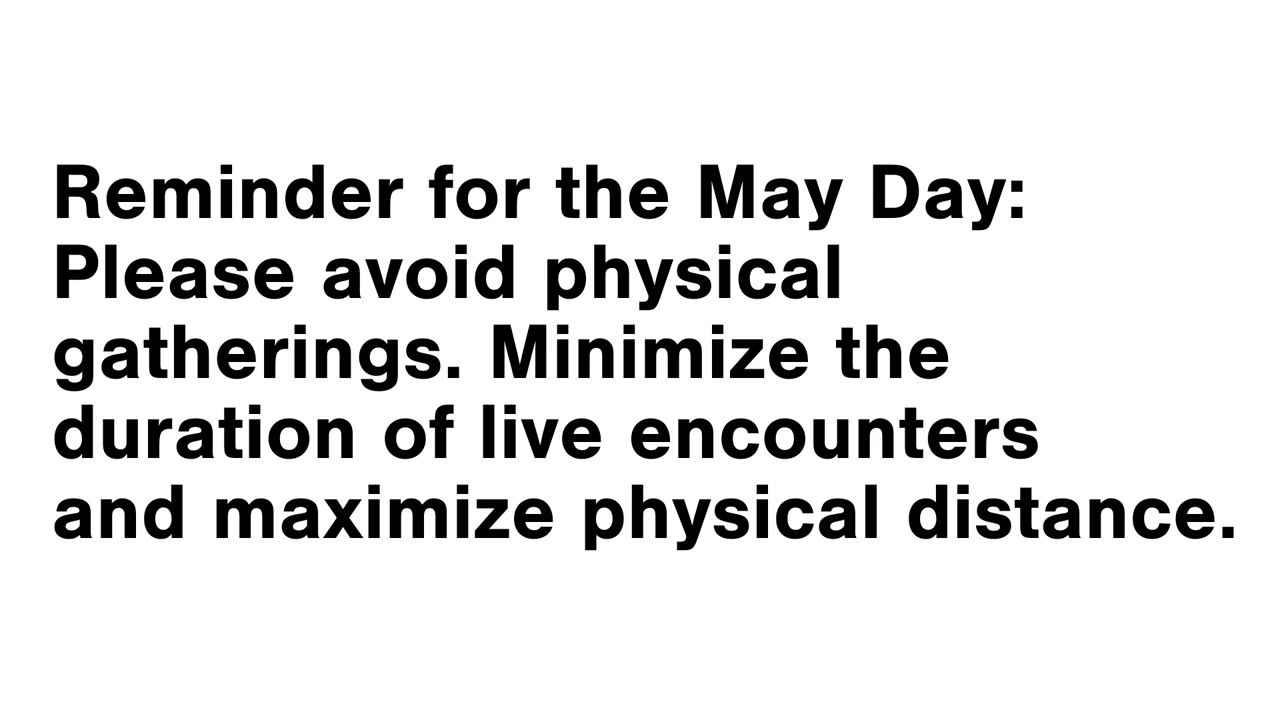 Reminder for the May Day:
Please avoid physical
gatherings. Minimize the
duration of live encounters
and maximize physical distance.